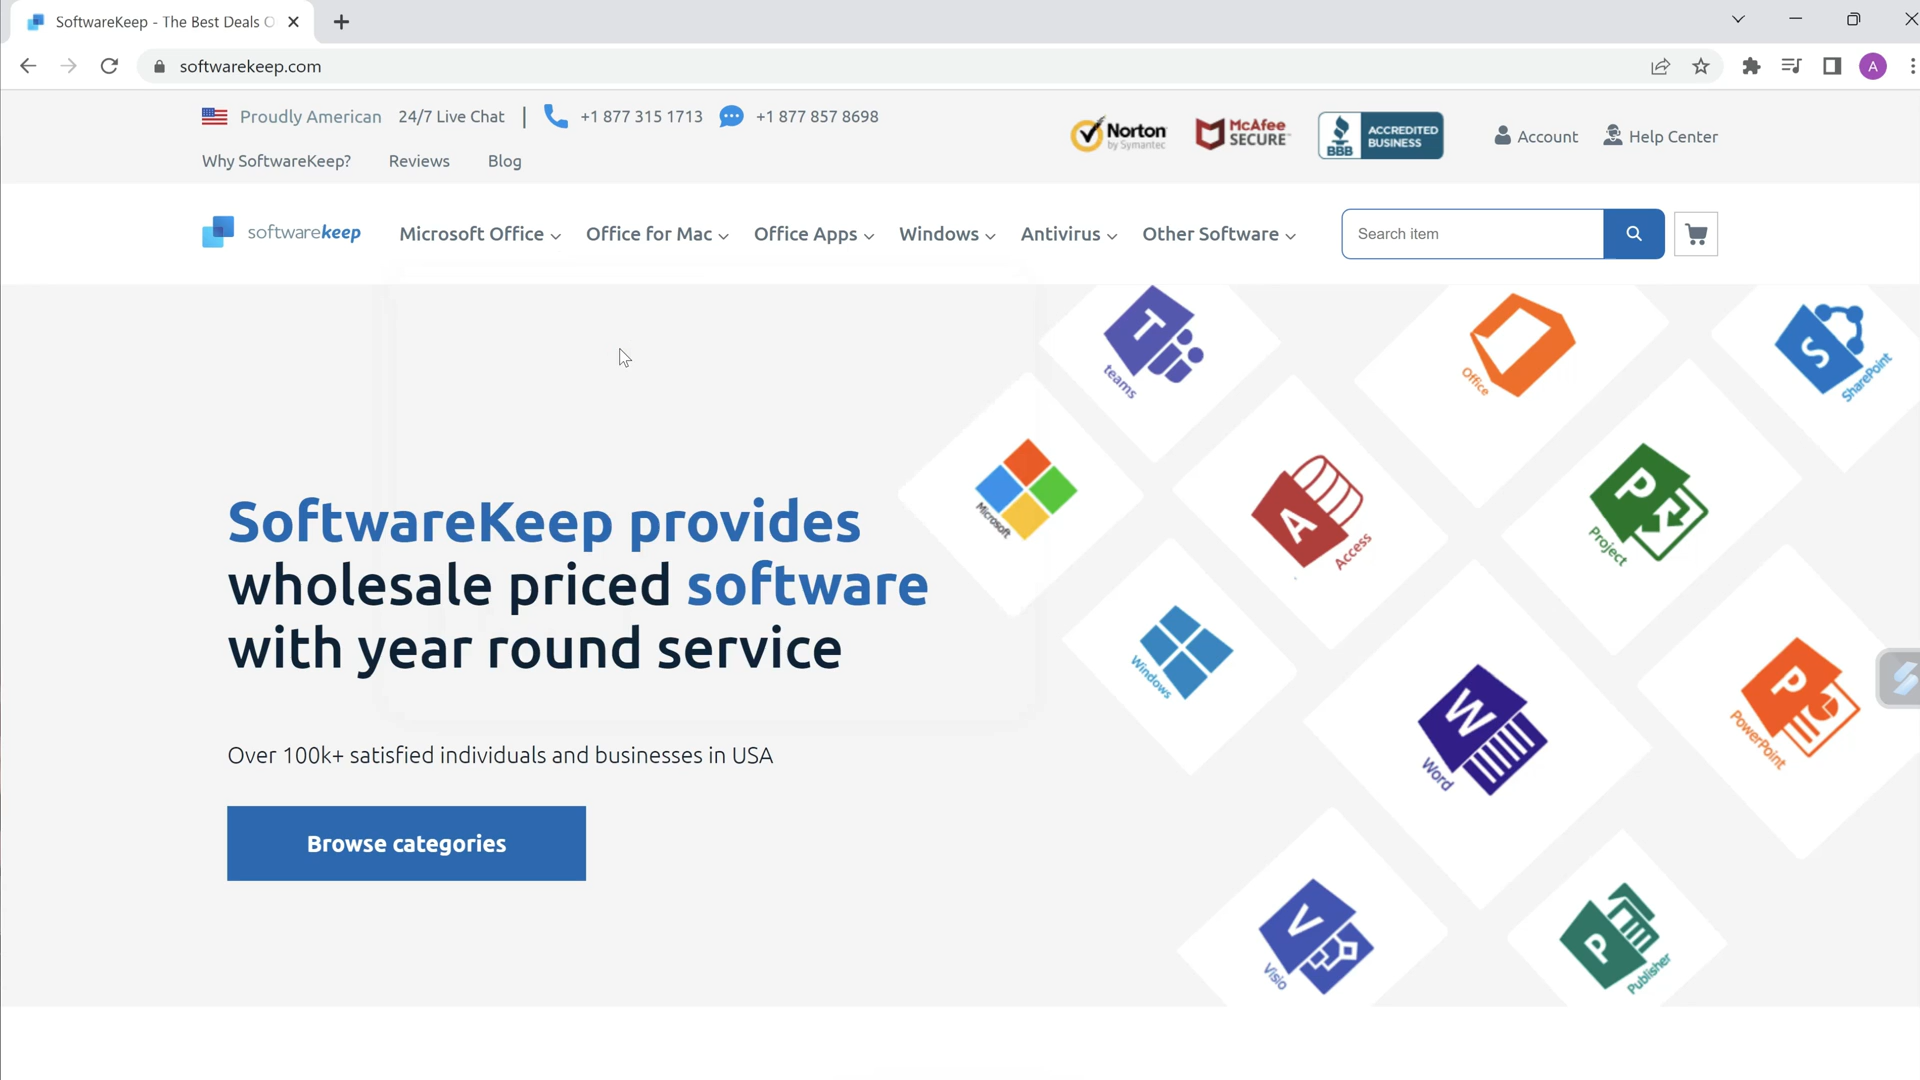 SoftwareKeep - The Best Deals O
softwarekeep.com
A
Proudly American 24/7 Live Chat | +1 877 315 1713 +1 877 857 8698
Norton by Symantec
McAfee SECURE
BBB ACCREDITED BUSINESS
Account Help Center
Why SoftwareKeep? Reviews Blog
softwarekeep
Microsoft Office Office for Mac Office Apps Windows Antivirus Other Software
Search item
T teams
Office
S SharePoint
Microsoft
A Access
P Project
SoftwareKeep provides
wholesale priced software
with year round service
Windows
W Word
P PowerPoint
Over 100k+ satisfied individuals and businesses in USA
Browse categories
V Visio
P Publisher